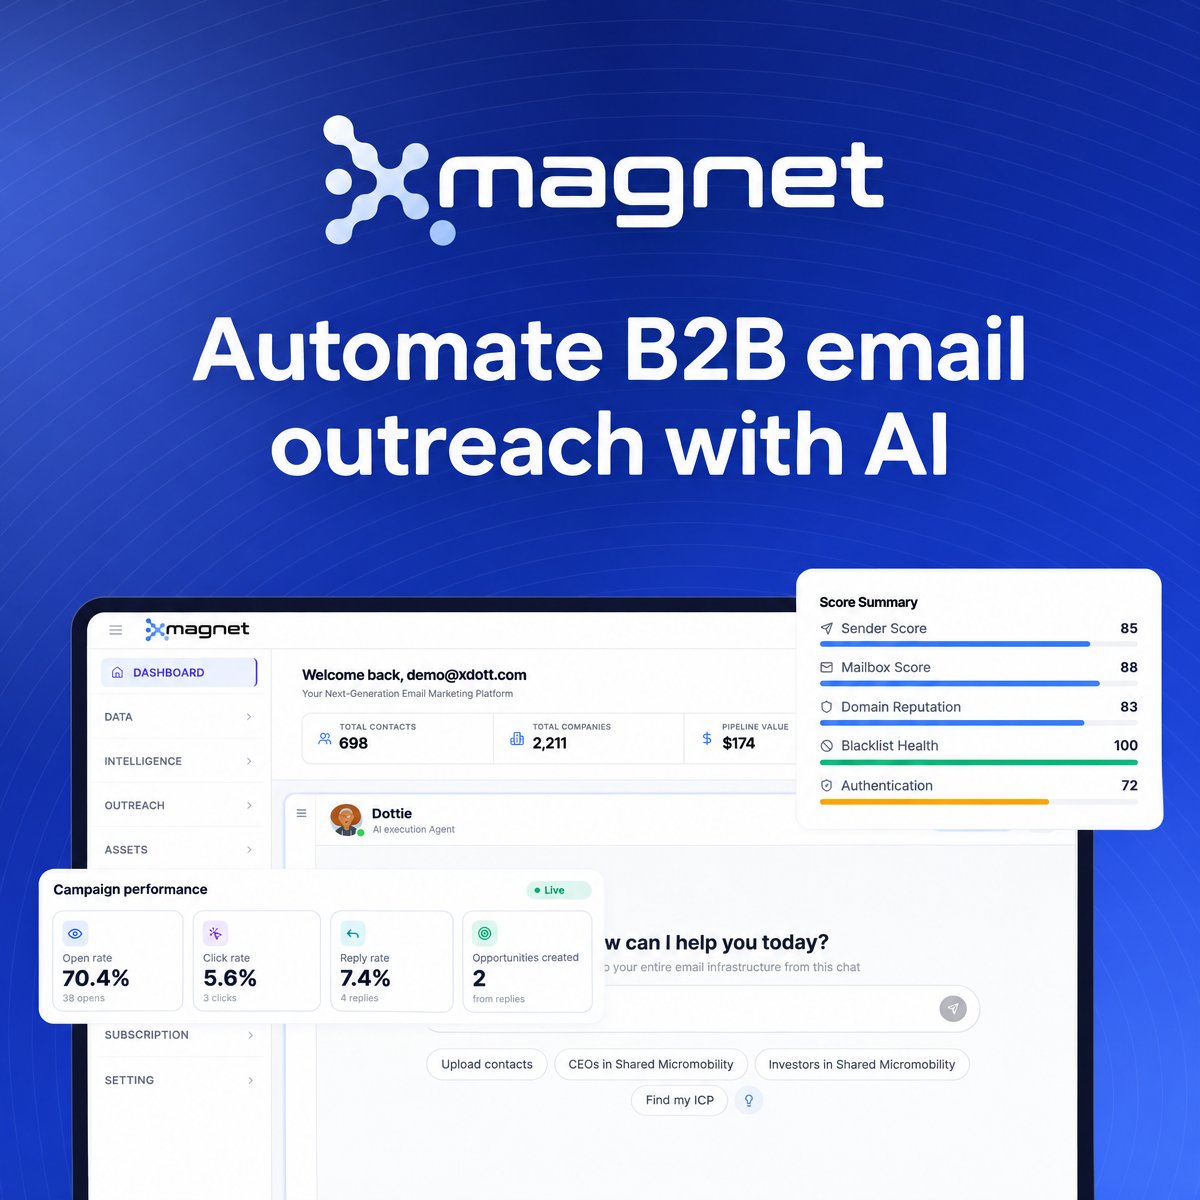 xmagnet
Automate B2B email
outreach with AI
xmagnet
DASHBOARD
DATA
INTELLIGENCE
OUTREACH
ASSETS
SUBSCRIPTION
SETTING
Welcome back, demo@xdott.com
Your Next-Generation Email Marketing Platform
TOTAL CONTACTS
698
TOTAL COMPANIES
2,211
PIPELINE VALUE
$174
Score Summary
Sender Score 85
Mailbox Score 88
Domain Reputation 83
Blacklist Health 100
Authentication 72
Dottie
AI execution Agent
Campaign performance
Live
Open rate
70.4%
38 opens
Click rate
5.6%
3 clicks
Reply rate
7.4%
4 replies
Opportunities created
2
from replies
w can I help you today?
your entire email infrastructure from this chat
Upload contacts
CEOs in Shared Micromobility
Investors in Shared Micromobility
Find my ICP